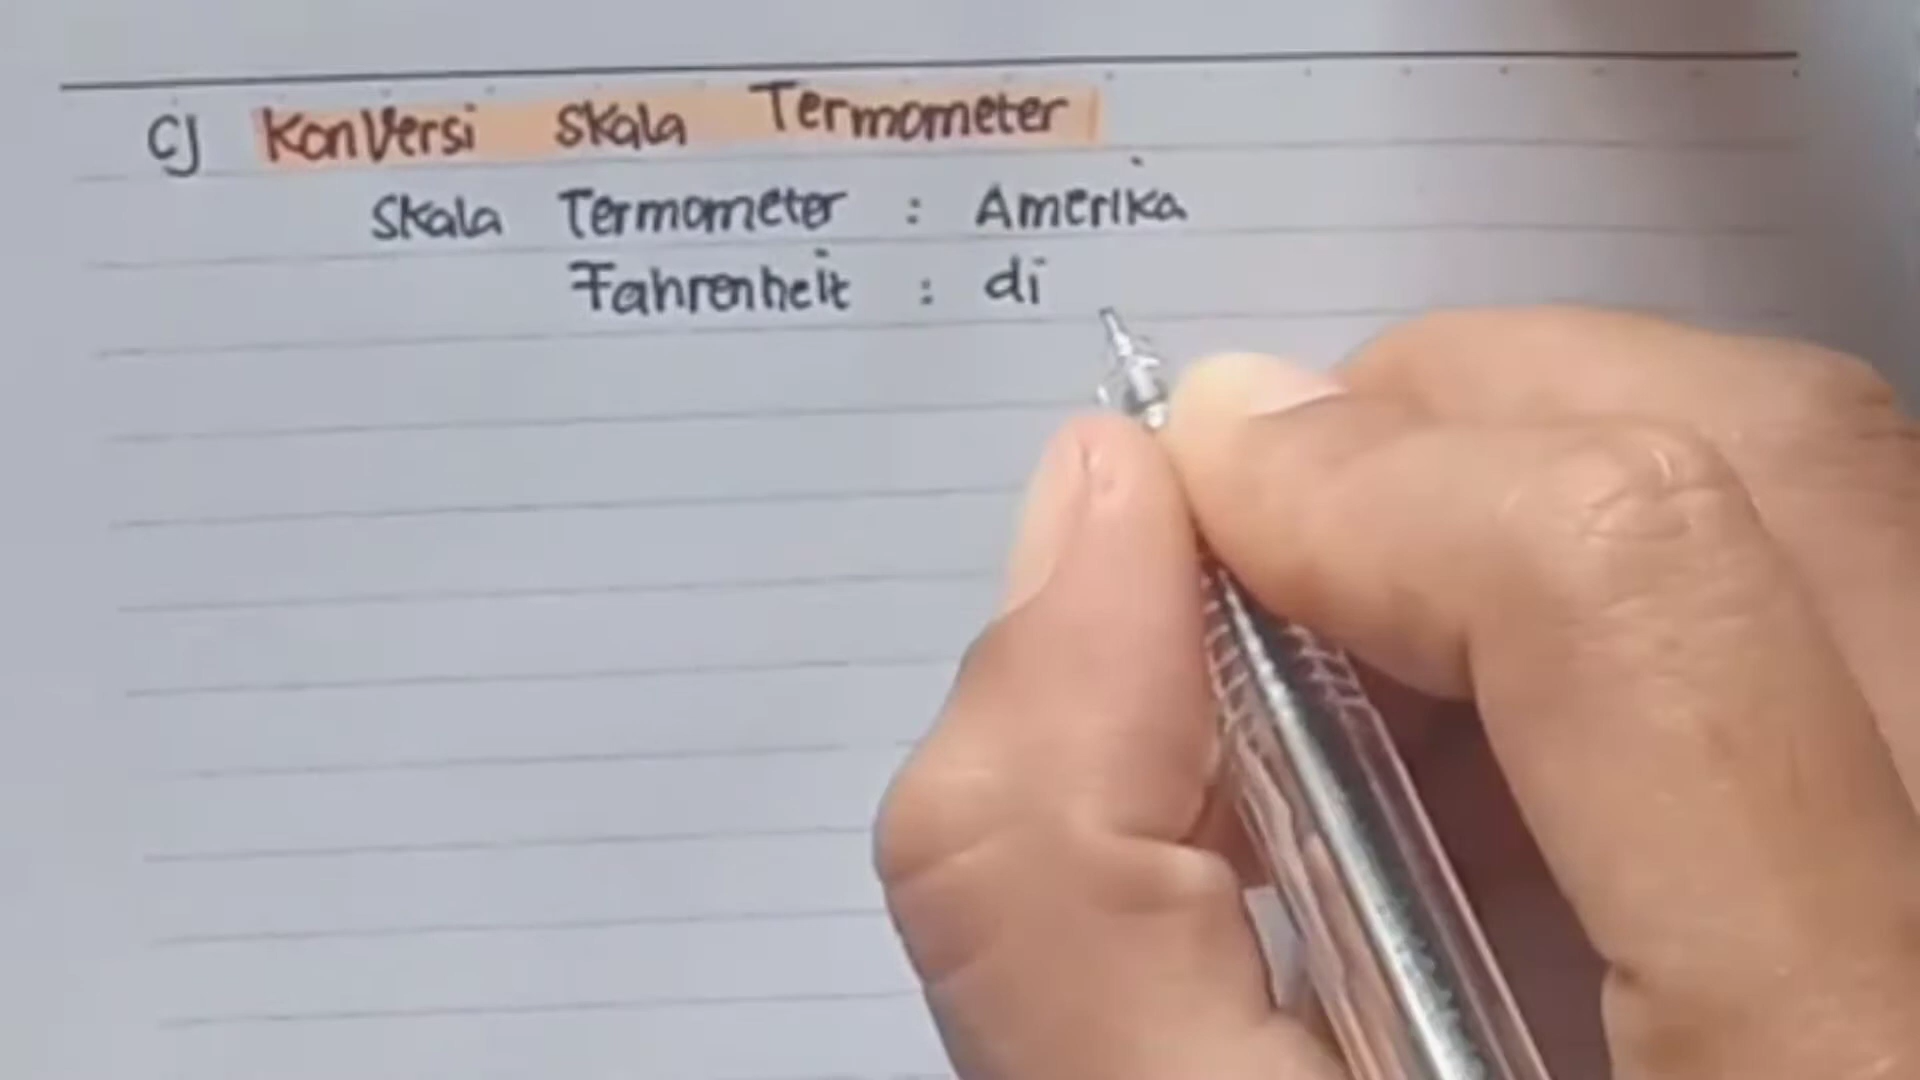 C) Konversi skala Termometer
Skala Termometer : Amerika
Fahrenheit : di